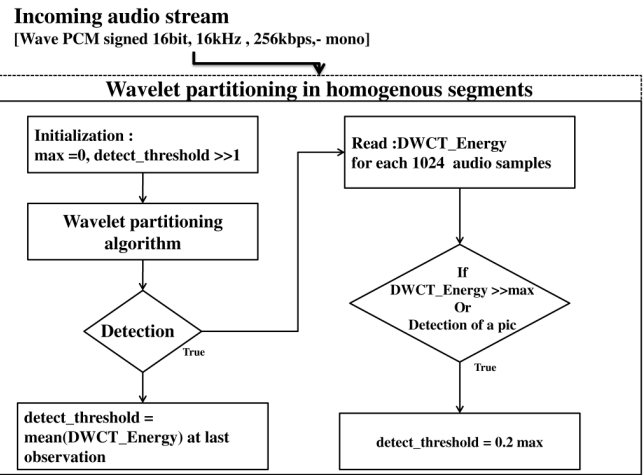 Incoming audio stream
[Wave PCM signed 16bit, 16kHz , 256kbps,- mono]
Wavelet partitioning in homogenous segments
Initialization :
max =0, detect_threshold >>1
Wavelet partitioning
algorithm
Detection
True
detect_threshold =
mean(DWCT_Energy) at last
observation
Read :DWCT_Energy
for each 1024 audio samples
If
DWCT_Energy >>max
Or
Detection of a pic
True
detect_threshold = 0.2 max